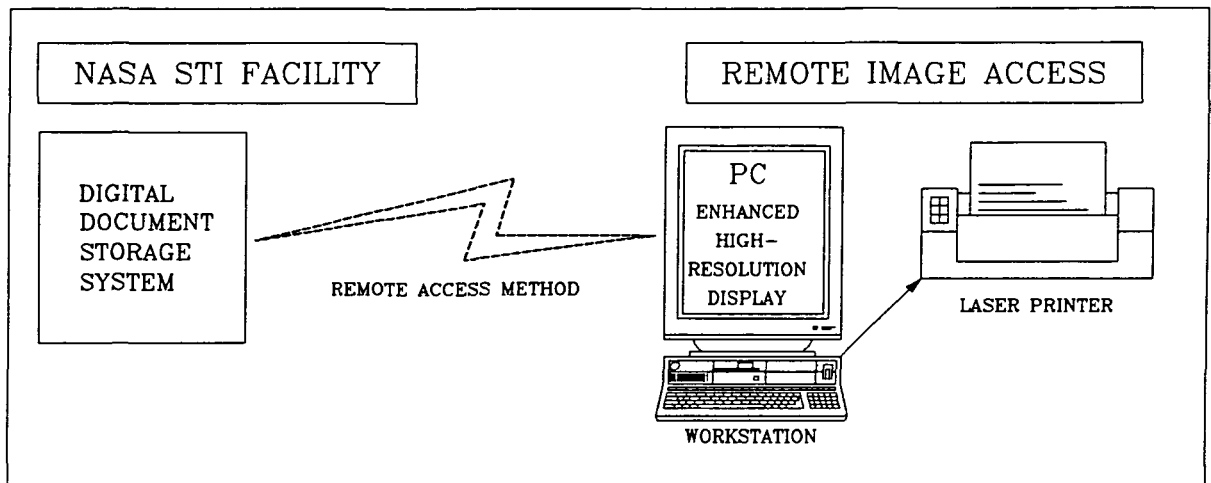 NASA STI FACILITY
REMOTE IMAGE ACCESS
DIGITAL
DOCUMENT
STORAGE
SYSTEM
REMOTE ACCESS METHOD
PC
ENHANCED
HIGH-
RESOLUTION
DISPLAY
WORKSTATION
LASER PRINTER